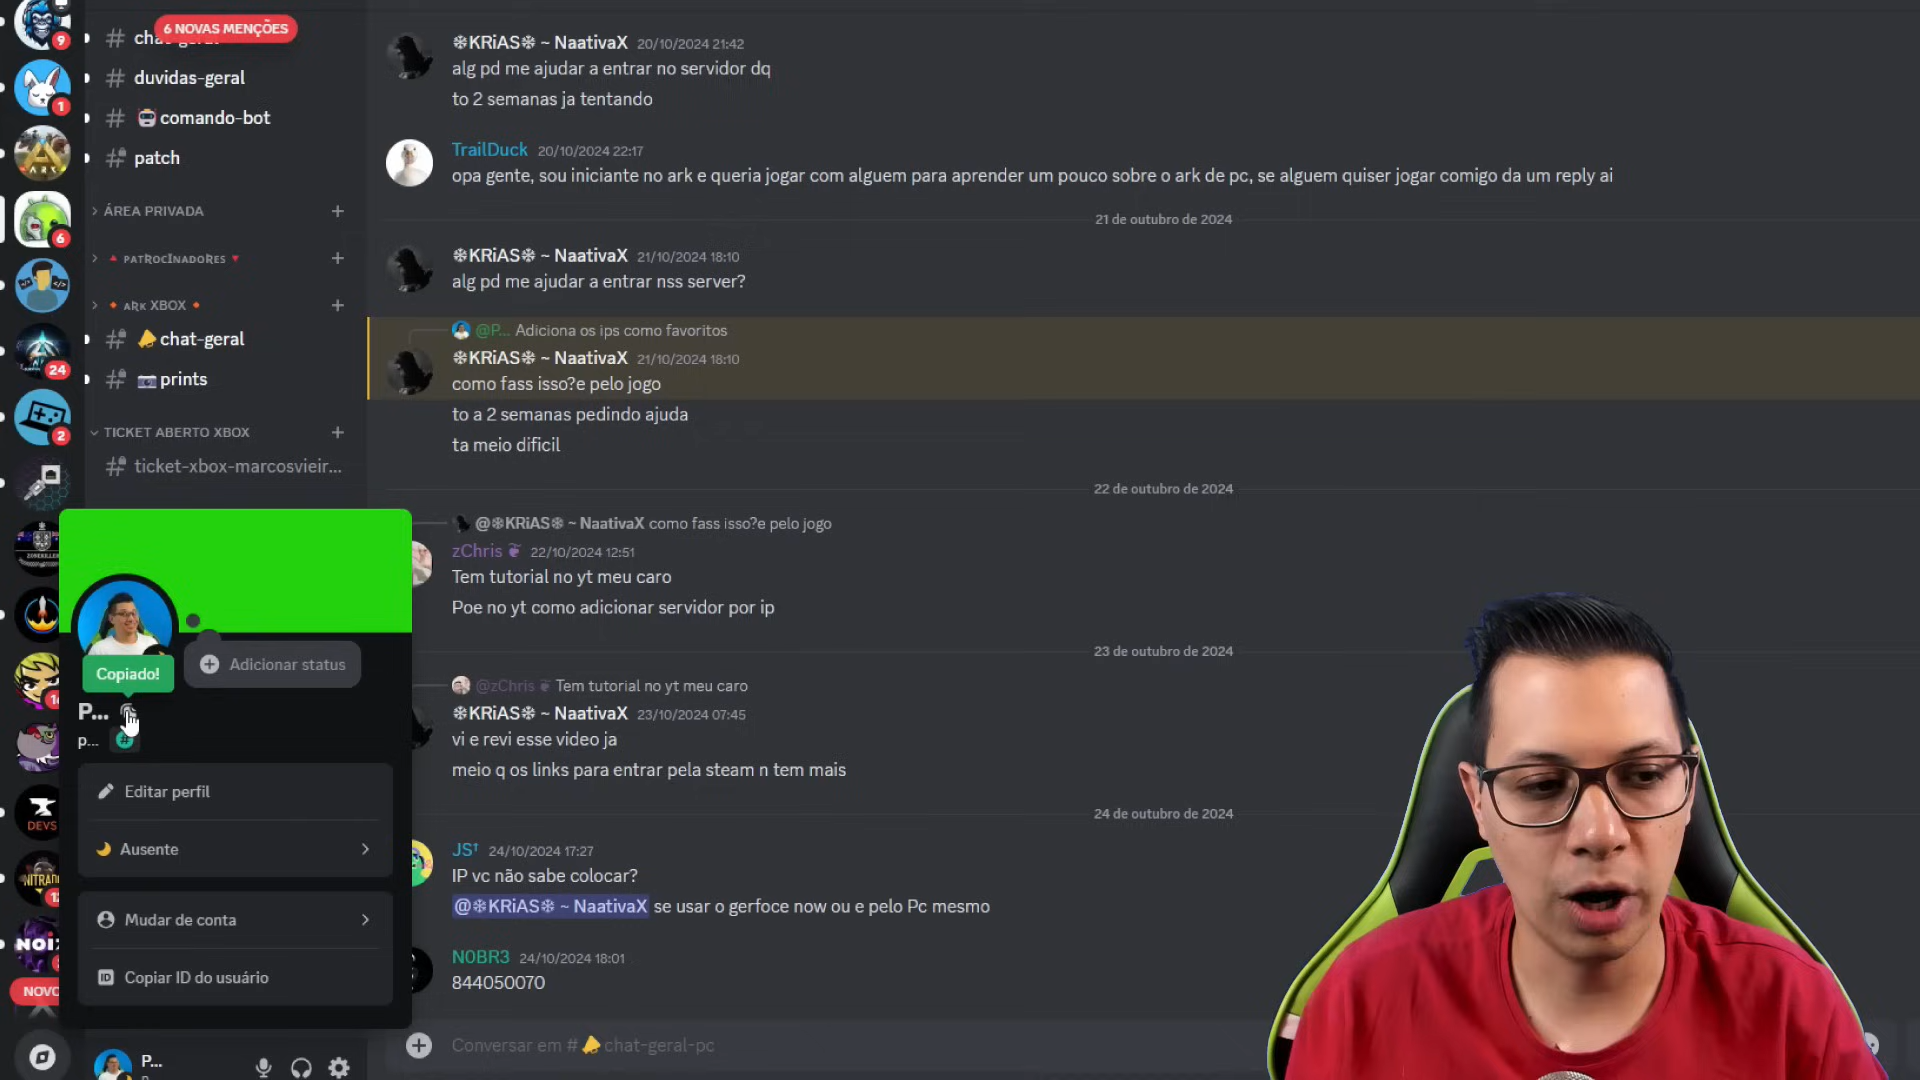 6 NOVAS MENÇÕES
9
duvidas-geral
1
comando-bot
ARK
patch
6
ÁREA PRIVADA
PATROCINADORES
ARK XBOX
chat-geral
24
prints
2
TICKET ABERTO XBOX
ticket-xbox-marcosvieir...
DEVS
NITRADO
NOVO
❄KRiAS❄ ~ NaativaX 20/10/2024 21:42
alg pd me ajudar a entrar no servidor dq
to 2 semanas ja tentando
TrailDuck 20/10/2024 22:17
opa gente, sou iniciante no ark e queria jogar com alguem para aprender um pouco sobre o ark de pc, se alguem quiser jogar comigo da um reply ai
21 de outubro de 2024
❄KRiAS❄ ~ NaativaX 21/10/2024 18:10
alg pd me ajudar a entrar nss server?
@P... Adiciona os ips como favoritos
❄KRiAS❄ ~ NaativaX 21/10/2024 18:10
como fass isso?e pelo jogo
to a 2 semanas pedindo ajuda
ta meio dificil
22 de outubro de 2024
@❄KRiAS❄ ~ NaativaX como fass isso?e pelo jogo
zChris 22/10/2024 12:51
Tem tutorial no yt meu caro
Poe no yt como adicionar servidor por ip
23 de outubro de 2024
@zChris Tem tutorial no yt meu caro
❄KRiAS❄ ~ NaativaX 23/10/2024 07:45
vi e revi esse video ja
meio q os links para entrar pela steam n tem mais
24 de outubro de 2024
JS† 24/10/2024 17:27
IP vc não sabe colocar?
@❄KRiAS❄ ~ NaativaX se usar o gerfoce now ou e pelo Pc mesmo
N0BR3 24/10/2024 18:01
844050070
Conversar em # chat-geral-pc
Adicionar status
Copiado!
P...
p...
Editar perfil
Ausente
Mudar de conta
ID Copiar ID do usuário
P...